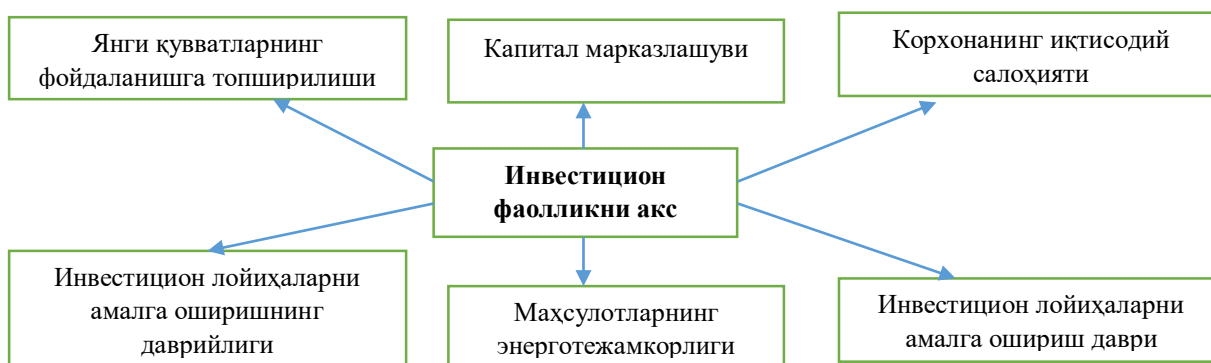 Янги қувватларнинг
фойдаланишга топширилиши
Капитал марказлашуви
Корхонанинг иқтисодий
салоҳияти
Инвестицион
фаолликни акс
Инвестицион лойиҳаларни
амалга оширишнинг
даврийлиги
Маҳсулотларнинг
энерготежамкорлиги
Инвестицион лойиҳаларни
амалга ошириш даври